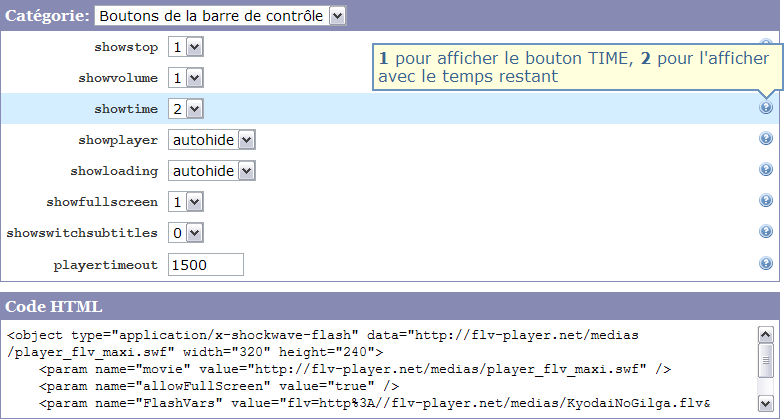 Catégorie: Boutons de la barre de contrôle
showstop 1
1 pour afficher le bouton TIME, 2 pour l'afficher
avec le temps restant
showvolume 1
showtime 2
showplayer autohide
showloading autohide
showfullscreen 1
showswitchsubtitles 0
playertimeout 1500
Code HTML
<object type="application/x-shockwave-flash" data="http://flv-player.net/medias
/player_flv_maxi.swf" width="320" height="240">
<param name="movie" value="http://flv-player.net/medias/player_flv_maxi.swf" />
<param name="allowFullScreen" value="true" />
<param name="FlashVars" value="flv=http%3A//flv-player.net/medias/KyodaiNoGilga.flv&